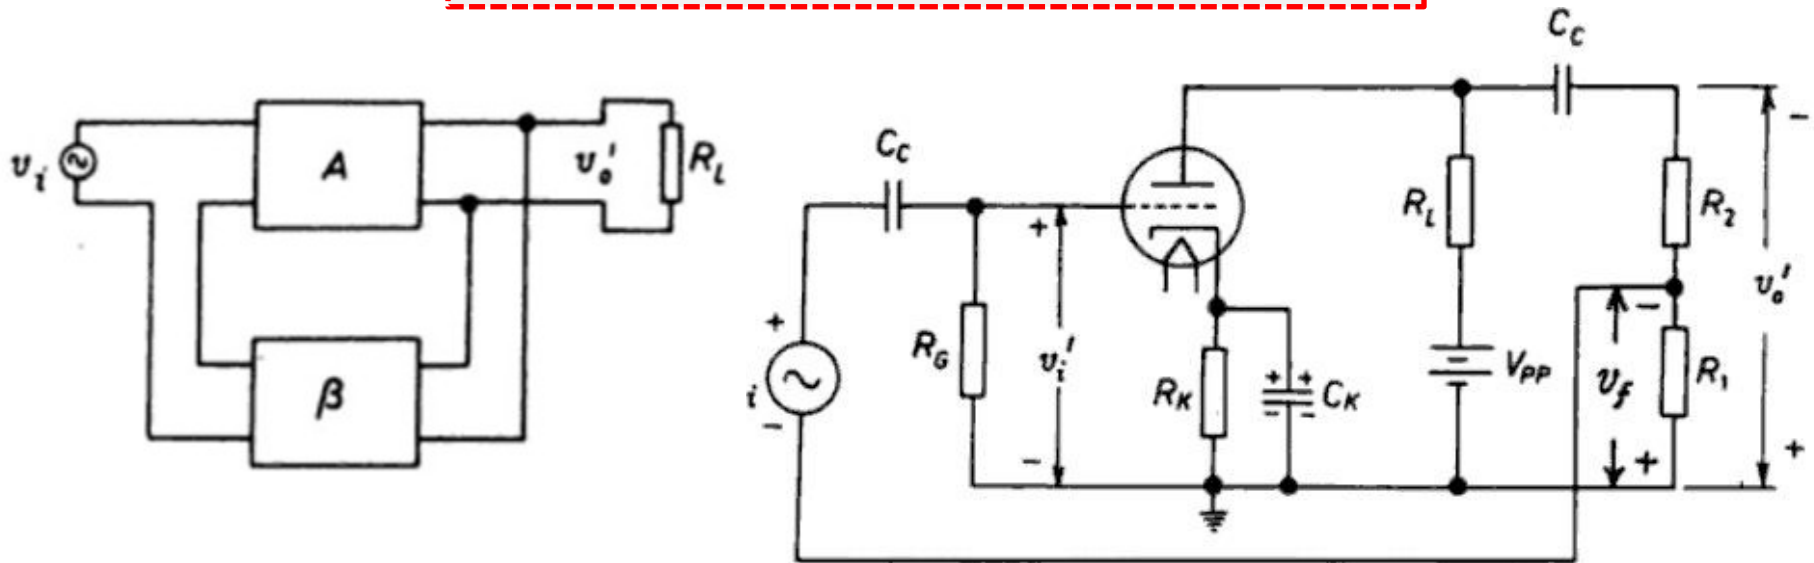 v_i
A
β
v_o'
R_L
C_C
C_C
R_G
v_i'
R_K
C_K
R_L
V_PP
R_2
R_1
v_f
v_o'
i
+
-
+
-
+ +
- -
-
+
-
+